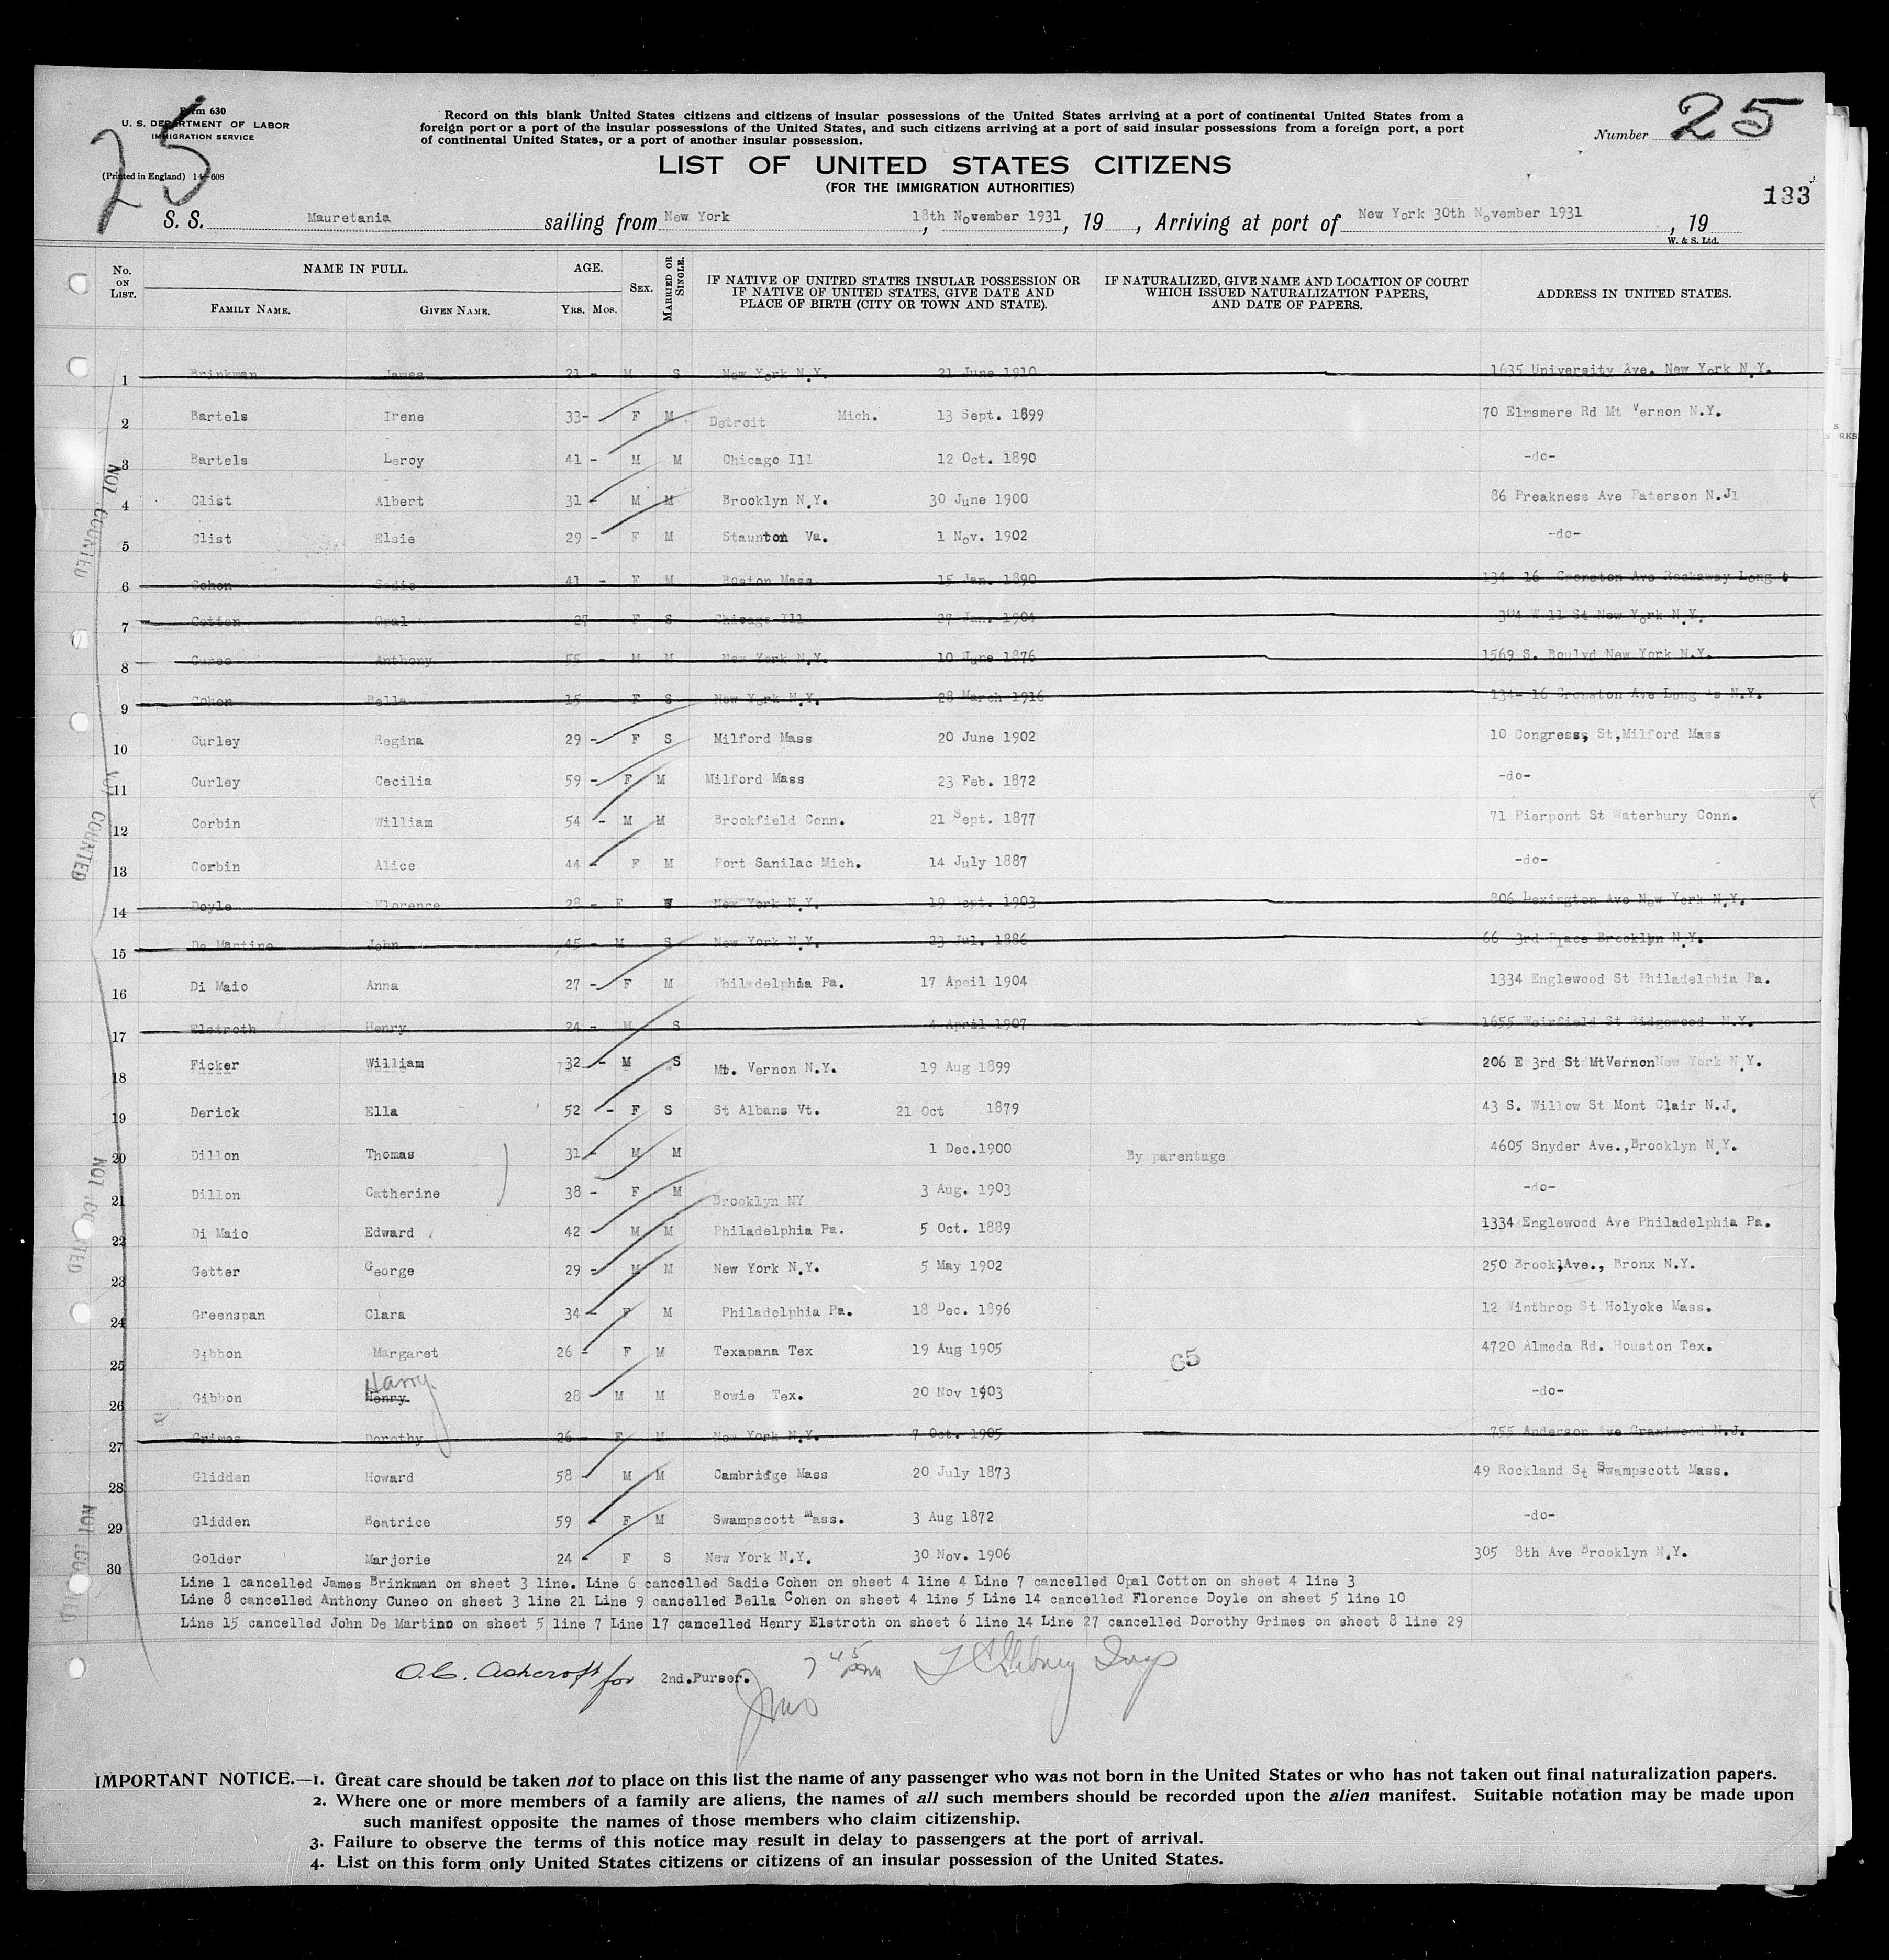 25
Form 630
U. S. DEPARTMENT OF LABOR
IMMIGRATION SERVICE
(Printed in England) 14-608
Record on this blank United States citizens and citizens of insular possessions of the United States arriving at a port of continental United States from a
foreign port or a port of the insular possessions of the United States, and such citizens arriving at a port of said insular possessions from a foreign port, a port
of continental United States, or a port of another insular possession.
Number 25
LIST OF UNITED STATES CITIZENS
(FOR THE IMMIGRATION AUTHORITIES)
133
S. S. Mauretania sailing from New York, 18th November 1931, 19 , Arriving at port of New York 30th November 1931, 19
W. & S. Ltd.
No. ON LIST. NAME IN FULL. AGE. SEX. MARRIED OR SINGLE. IF NATIVE OF UNITED STATES INSULAR POSSESSION OR IF NATIVE OF UNITED STATES, GIVE DATE AND PLACE OF BIRTH (CITY OR TOWN AND STATE). IF NATURALIZED, GIVE NAME AND LOCATION OF COURT WHICH ISSUED NATURALIZATION PAPERS, AND DATE OF PAPERS. ADDRESS IN UNITED STATES.
FAMILY NAME. GIVEN NAME. YRS. MOS.
1 Brinkman James 21 - M S New York N.Y. 21 June 1910 1635 University Ave. New York N.Y.
2 Bartels Irene 33- F M Detroit Mich. 13 Sept. 1899 70 Elmsmere Rd Mt Vernon N.Y.
3 Bartels Leroy 41 - M M Chicago Ill 12 Oct. 1890 -do-
4 Clist Albert 31 - M M Brooklyn N.Y. 30 June 1900 86 Preakness Ave Paterson N.J1
5 Clist Elsie 29 - F M Staunton Va. 1 Nov. 1902 -do-
6 Cohen Sadie 41 - F M Boston Mass 15 Jan. 1890 134- 16 Cronston Ave Rockaway Long
7 Cotton Opal 27 F S Chicago Ill 27 Jan. 1904 304 Wall St New York N.Y.
8 Cuneo Anthony 55 - M M New York N.Y. 10 June 1876 1569 S. Boulvd New York N.Y.
9 Cohen Bella 15 F S New York N.Y. 28 March 1916 134- 16 Cronston Ave Long Is N.Y.
10 Curley Regina 29 - F S Milford Mass 20 June 1902 10 Congress, St,Milford Mass
11 Curley Cecilia 59 - F M Milford Mass 23 Feb. 1872 -do-
12 Corbin William 54 - M M Brookfield Conn. 21 Sept. 1877 71 Pierpont St Waterbury Conn.
13 Corbin Alice 44 - F M Port Sanilac Mich. 14 July 1887 -do-
14 Doyle Florence 28 - F New York N.Y. 19 Sept. 1903 806 Lexington Ave New York N.Y.
15 De Martino John 45 - M S New York N.Y. 23 Jul. 1886 66 3rd Place Brooklyn N.Y.
16 Di Maio Anna 27 - F M Philadelphia Pa. 17 April 1904 1334 Englewood St Philadelphia Pa.
17 Elstroth Henry 24 - M S 4 April 1907 1655 Weirfield St Ridgewood N.Y.
18 Ficker William 32 - M S Mt. Vernon N.Y. 19 Aug 1899 206 E 3rd St MtVernon New York N.Y.
19 Derick Ella 52 - F S St Albans Vt. 21 Oct 1879 43 S. Willow St Mont Clair N.J.
20 Dillon Thomas 31 - M M 1 Dec.1900 By parentage 4605 Snyder Ave.,Brooklyn N.Y.
21 Dillon Catherine 38 - F M Brooklyn NY 3 Aug. 1903 -do-
22 Di Maio Edward 42 - M M Philadelphia Pa. 5 Oct. 1889 1334 Englewood Ave Philadelphia Pa.
23 Getter George 29 - M M New York N.Y. 5 May 1902 250 Brook Ave., Bronx N.Y.
24 Greenspan Clara 34 - F M Philadelphia Pa. 18 Dec. 1896 12 Winthrop St Holyoke Mass.
25 Gibbon Margaret 26 - F M Texapana Tex 19 Aug 1905 65 4720 Almeda Rd. Houston Tex.
26 Gibbon Henry Harry 28 M M Bowie Tex. 20 Nov 1903 -do-
27 Grimes Dorothy 26 - F M New York N.Y. 7 Oct. 1905 755 Anderson Ave Grantwood N.J.
28 Glidden Howard 58 - M M Cambridge Mass 20 July 1873 49 Rockland St Swampscott Mass.
29 Glidden Beatrice 59 - F M Swampscott Mass. 3 Aug 1872 -do-
30 Golder Marjorie 24 - F S New York N.Y. 30 Nov. 1906 305 8th Ave Brooklyn N.Y.
NOT COUNTED
NOT COUNTED
NOT COUNTED
NOT COUNTED
Line 1 cancelled James Brinkman on sheet 3 line. Line 6 cancelled Sadie Cohen on sheet 4 line 4 Line 7 cancelled Opal Cotton on sheet 4 line 3
Line 8 cancelled Anthony Cuneo on sheet 3 line 21 Line 9 cancelled Bella Cohen on sheet 4 line 5 Line 14 cancelled Florence Doyle on sheet 5 line 10
Line 15 cancelled John De Martino on sheet 5 line 7 Line 17 cancelled Henry Elstroth on sheet 6 line 14 Line 27 cancelled Dorothy Grimes on sheet 8 line 29
O.C. Ashcroft for 2nd.Purser. 7 45 pm
IMPORTANT NOTICE.—1. Great care should be taken not to place on this list the name of any passenger who was not born in the United States or who has not taken out final naturalization papers.
2. Where one or more members of a family are aliens, the names of all such members should be recorded upon the alien manifest. Suitable notation may be made upon
such manifest opposite the names of those members who claim citizenship.
3. Failure to observe the terms of this notice may result in delay to passengers at the port of arrival.
4. List on this form only United States citizens or citizens of an insular possession of the United States.